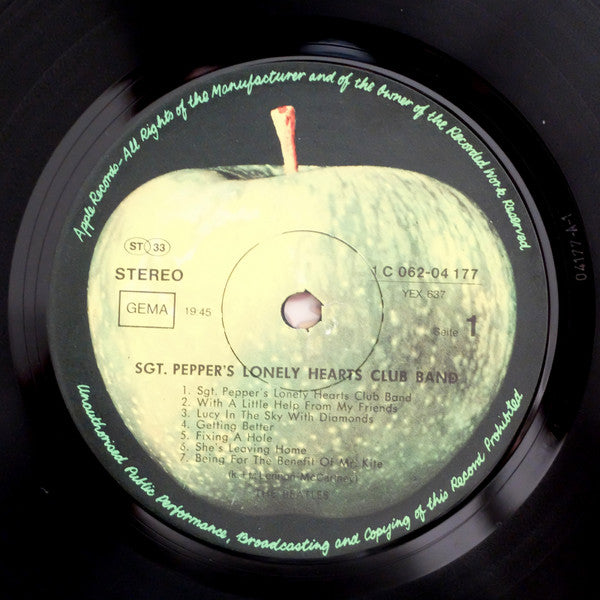 Apple Records-All Rights of the Manufacturer and of the Owner of the Recorded Work Reserved
ST 33
STEREO
1 C 062-04 177
YEX 637
GEMA
19.45
Seite 1
SGT. PEPPER'S LONELY HEARTS CLUB BAND
1. Sgt. Pepper's Lonely Hearts Club Band
2. With A Little Help From My Friends
3. Lucy In The Sky With Diamonds
4. Getting Better
5. Fixing A Hole
6. She's Leaving Home
7. Being For The Benefit Of Mr. Kite
(K.+t.: Lennon-McCartney)
THE BEATLES
Unauthorised Public Performance, Broadcasting and Copying of this Record Prohibited